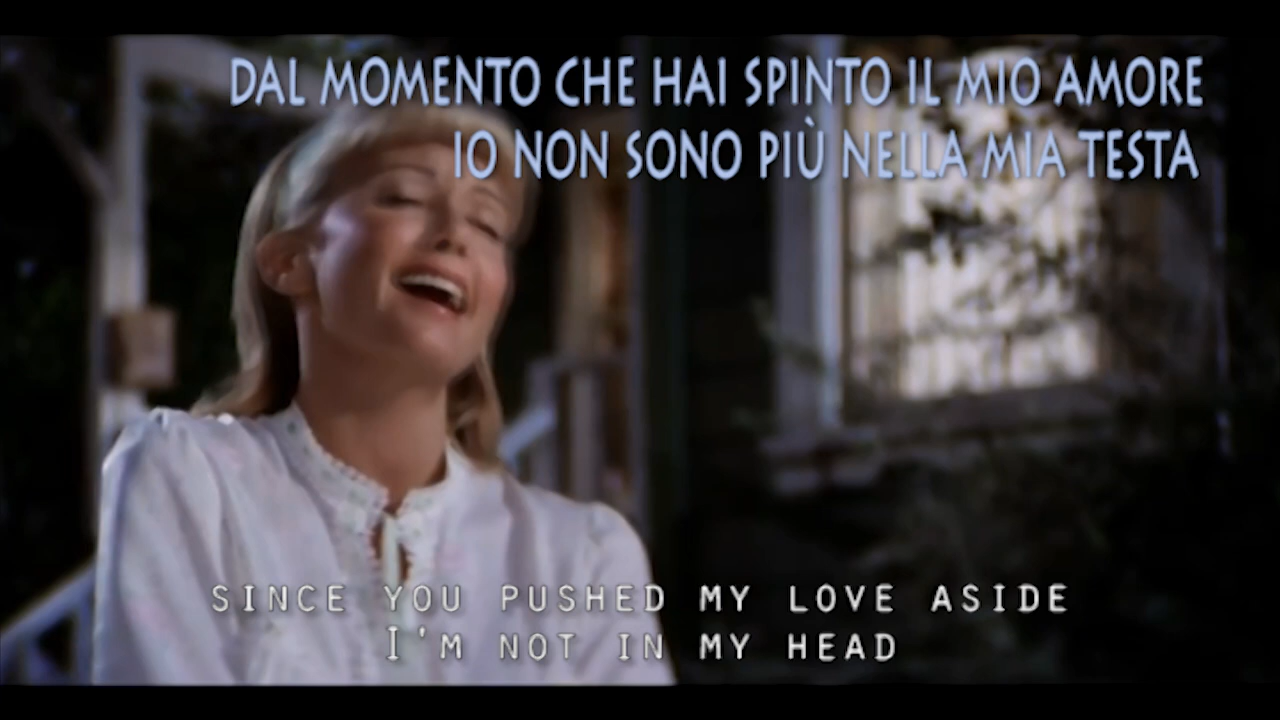 DAL MOMENTO CHE HAI SPINTO IL MIO AMORE
IO NON SONO PIÙ NELLA MIA TESTA
SINCE YOU PUSHED MY LOVE ASIDE
I'M NOT IN MY HEAD